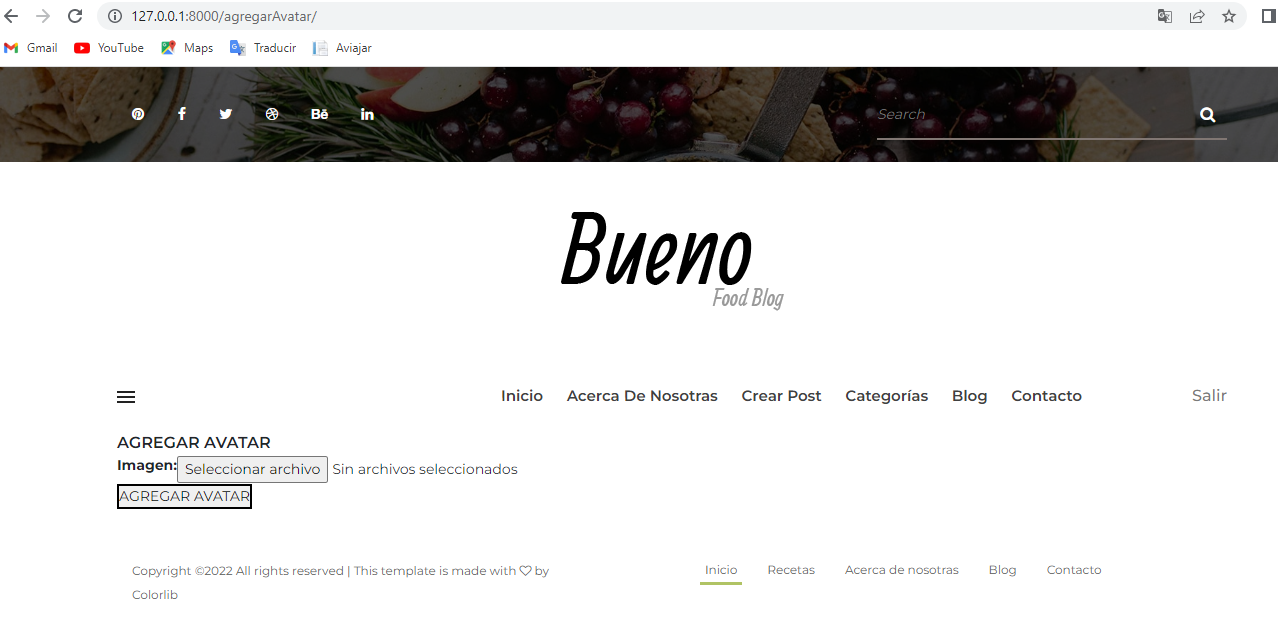 127.0.0.1:8000/agregarAvatar/
Gmail YouTube Maps Traducir Aviajar
Bē in Search
Bueno
Food Blog
Inicio Acerca De Nosotras Crear Post Categorías Blog Contacto Salir
AGREGAR AVATAR
Imagen: Seleccionar archivo Sin archivos seleccionados
AGREGAR AVATAR
Copyright ©2022 All rights reserved | This template is made with ♡ by
Colorlib
Inicio Recetas Acerca de nosotras Blog Contacto